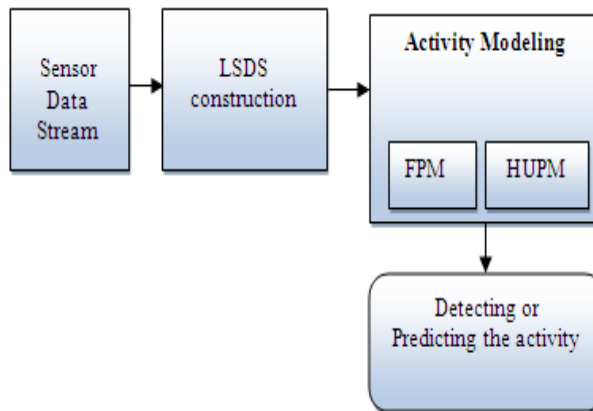 Sensor
Data
Stream
LSDS
construction
Activity Modeling
FPM
HUPM
Detecting or
Predicting the activity